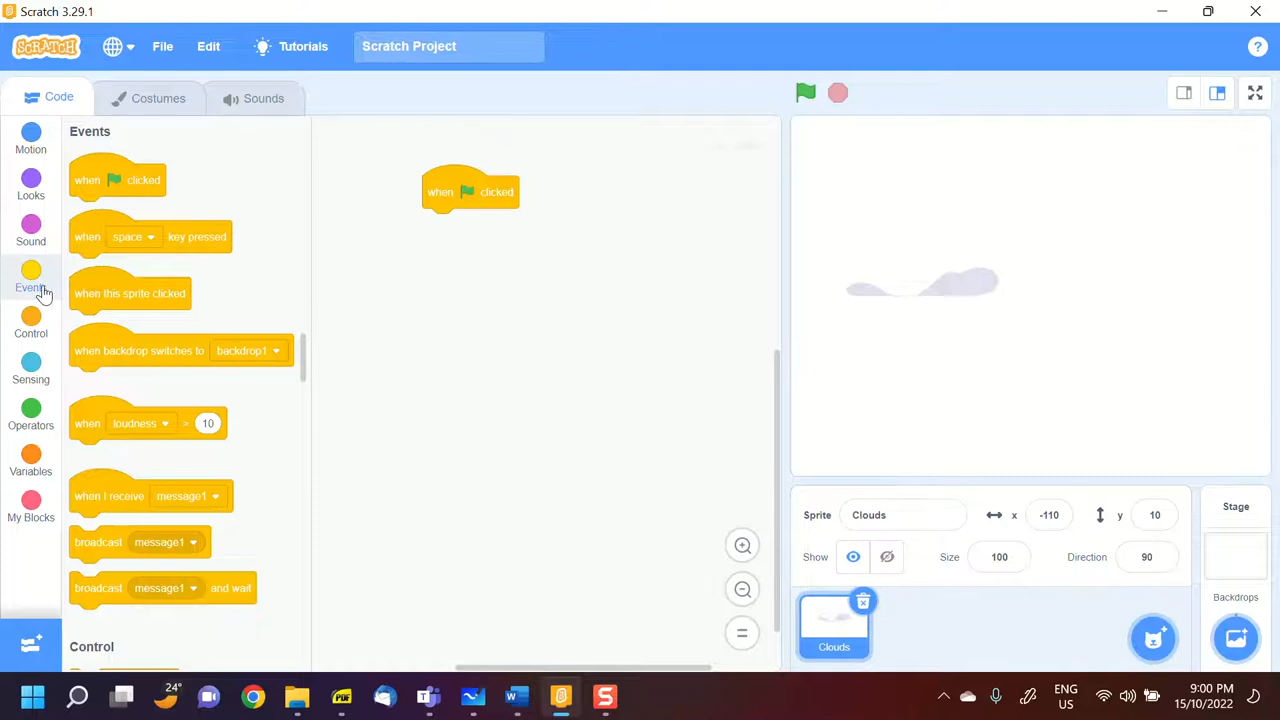 Scratch 3.29.1
SCRATCH File Edit Tutorials Scratch Project ?
Code Costumes Sounds
Motion
Looks
Sound
Events
Control
Sensing
Operators
Variables
My Blocks
Events
when clicked
when space key pressed
when this sprite clicked
when backdrop switches to backdrop1
when loudness > 10
when I receive message1
broadcast message1
broadcast message1 and wait
Control
when clicked
Sprite Clouds x -110 y 10
Show Size 100 Direction 90
Clouds
Stage
Backdrops
24°
PDF
W
S
ENG
US
9:00 PM
15/10/2022